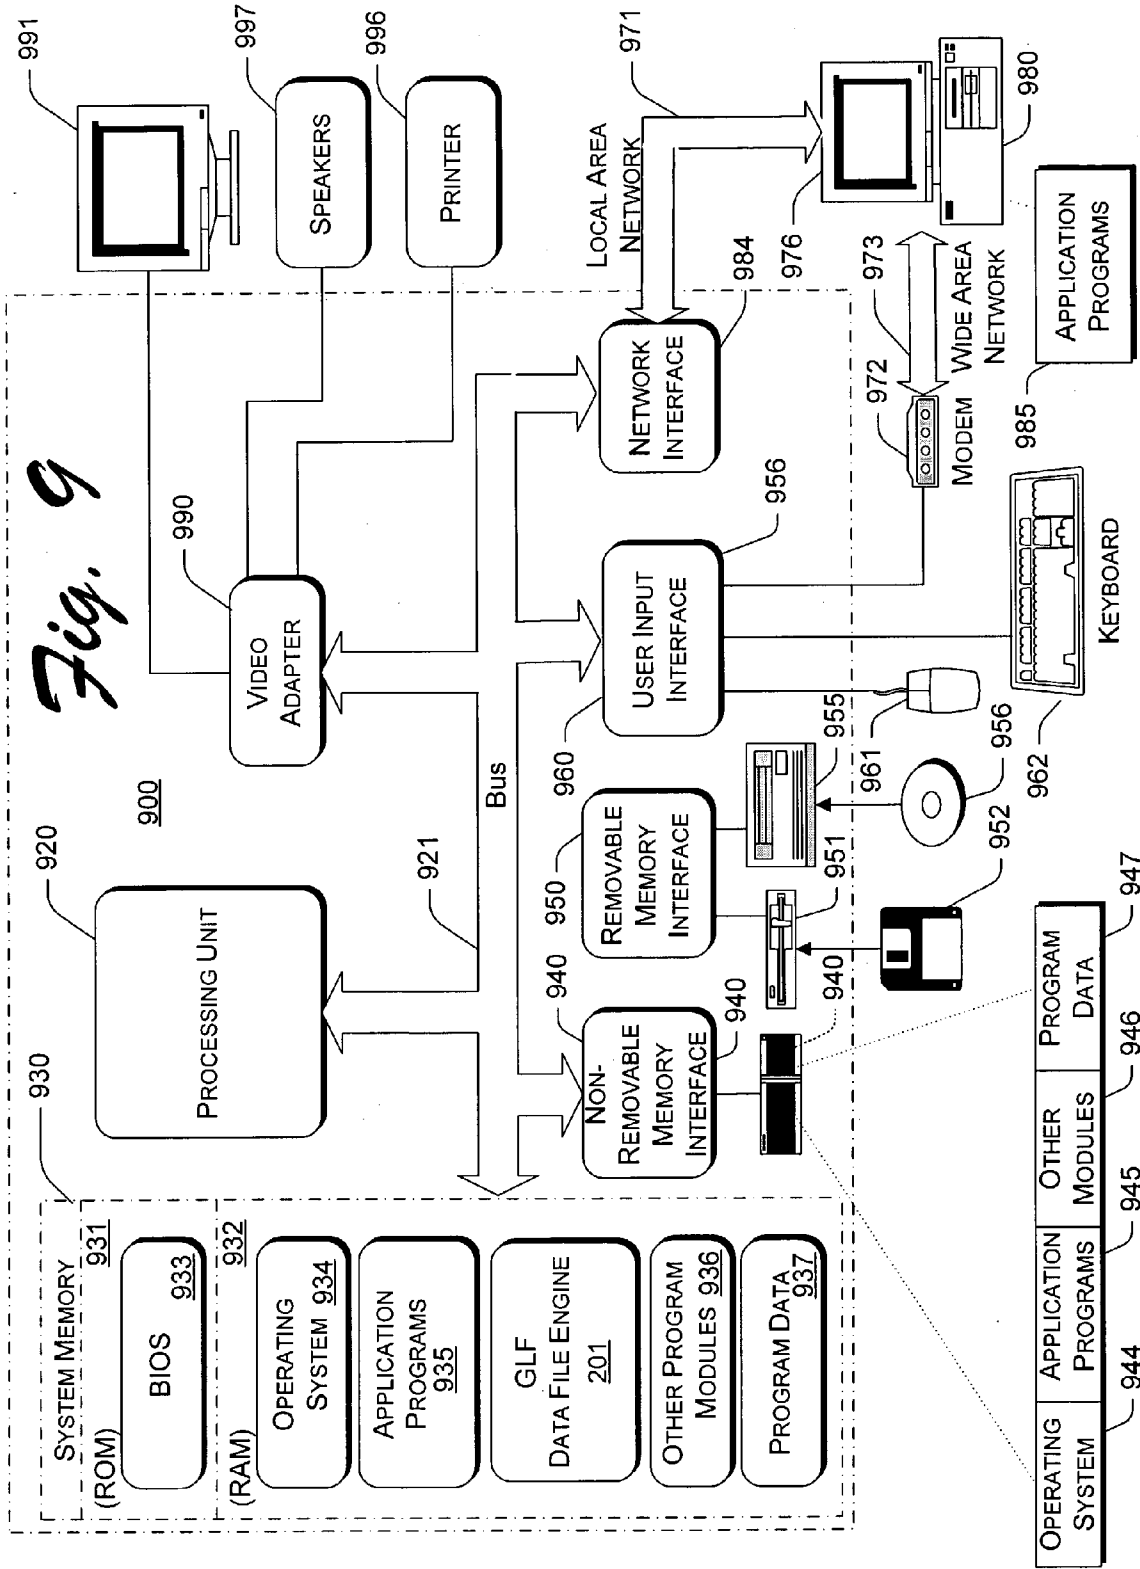 Fig. 9
900
SYSTEM MEMORY
930
(ROM) 931
BIOS
933
(RAM) 932
OPERATING
SYSTEM 934
APPLICATION
PROGRAMS
935
GLF
DATA FILE ENGINE
201
OTHER PROGRAM
MODULES 936
PROGRAM DATA
937
920
PROCESSING UNIT
921
Bus
990
VIDEO
ADAPTER
991
997
SPEAKERS
996
PRINTER
940
NON-
REMOVABLE
MEMORY
INTERFACE
940
940
950
REMOVABLE
MEMORY
INTERFACE
951
955
952
956
960
USER INPUT
INTERFACE
956
NETWORK
INTERFACE
984
LOCAL AREA
NETWORK
971
976
980
973
WIDE AREA
NETWORK
972
MODEM
961
962
KEYBOARD
985
APPLICATION
PROGRAMS
OPERATING
SYSTEM
944
APPLICATION
PROGRAMS
945
OTHER
MODULES
946
PROGRAM
DATA
947